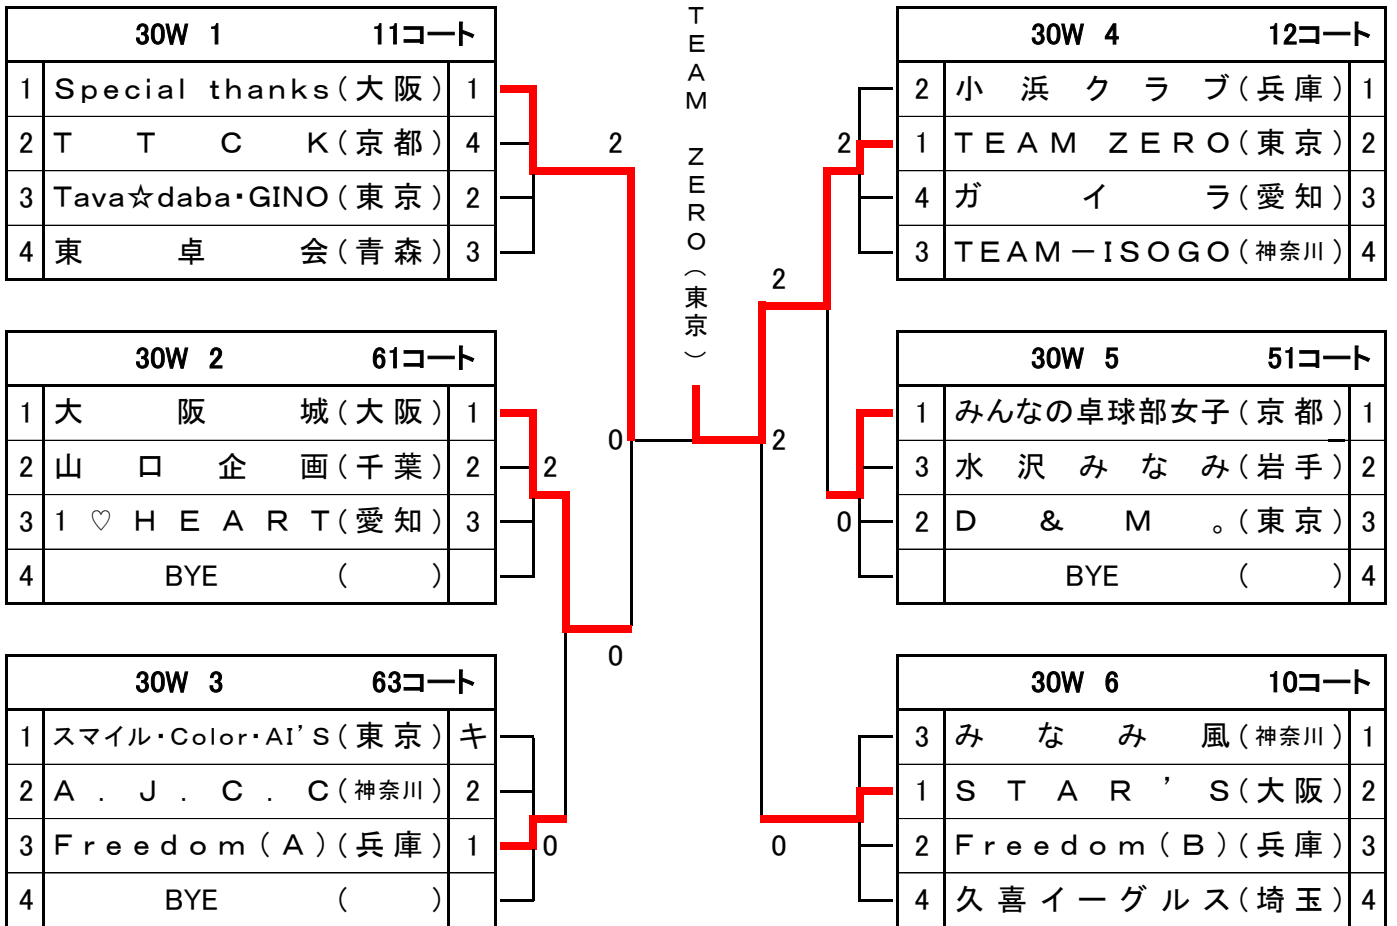 30W 1 11コート
1 Special thanks(大阪) 1
2 TTCK(京都) 4
3 Tava☆daba・GINO(東京) 2
4 東卓会(青森) 3
30W 2 61コート
1 大阪城(大阪) 1
2 山口企画(千葉) 2
3 1♡HEART(愛知) 3
4 BYE ( )
30W 3 63コート
1 スマイル・Color・AI'S(東京) キ
2 A.J.C.C(神奈川) 2
3 Freedom(A)(兵庫) 1
4 BYE ( )
2
2
0
0
0
TEAM ZERO(東京)
2
2
2
0
0
30W 4 12コート
2 小浜クラブ(兵庫) 1
1 TEAM ZERO(東京) 2
4 ガイラ(愛知) 3
3 TEAM-ISOGO(神奈川) 4
30W 5 51コート
1 みんなの卓球部女子(京都) 1
3 水沢みなみ(岩手) 2
2 D&M。(東京) 3
BYE ( ) 4
30W 6 10コート
3 みなみ風(神奈川) 1
1 STAR'S(大阪) 2
2 Freedom(B)(兵庫) 3
4 久喜イーグルス(埼玉) 4